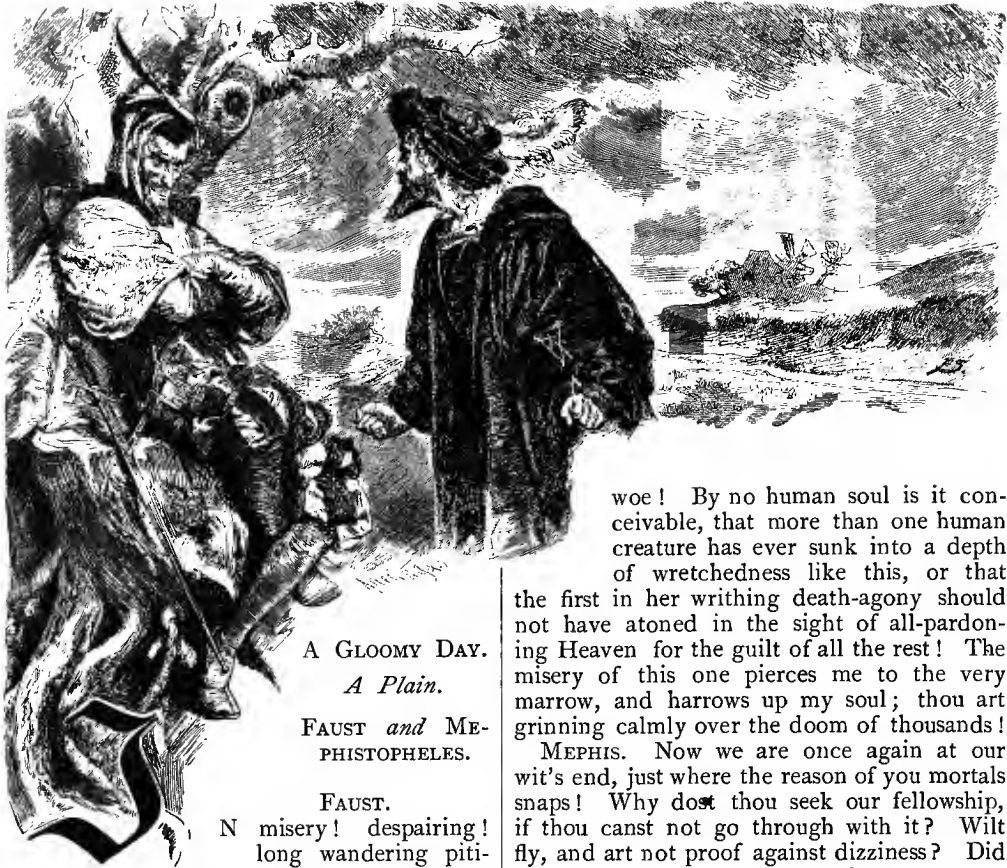 A GLOOMY DAY.
A Plain.
FAUST and ME-
PHISTOPHELES.
FAUST.
IN misery ! despairing !
long wandering piti-
woe ! By no human soul is it con-
ceivable, that more than one human
creature has ever sunk into a depth
of wretchedness like this, or that
the first in her writhing death-agony should
not have atoned in the sight of all-pardon-
ing Heaven for the guilt of all the rest ! The
misery of this one pierces me to the very
marrow, and harrows up my soul ; thou art
grinning calmly over the doom of thousands !
MEPHIS. Now we are once again at our
wit's end, just where the reason of you mortals
snaps ! Why dost thou seek our fellowship,
if thou canst not go through with it ? Wilt
fly, and art not proof against dizziness ? Did